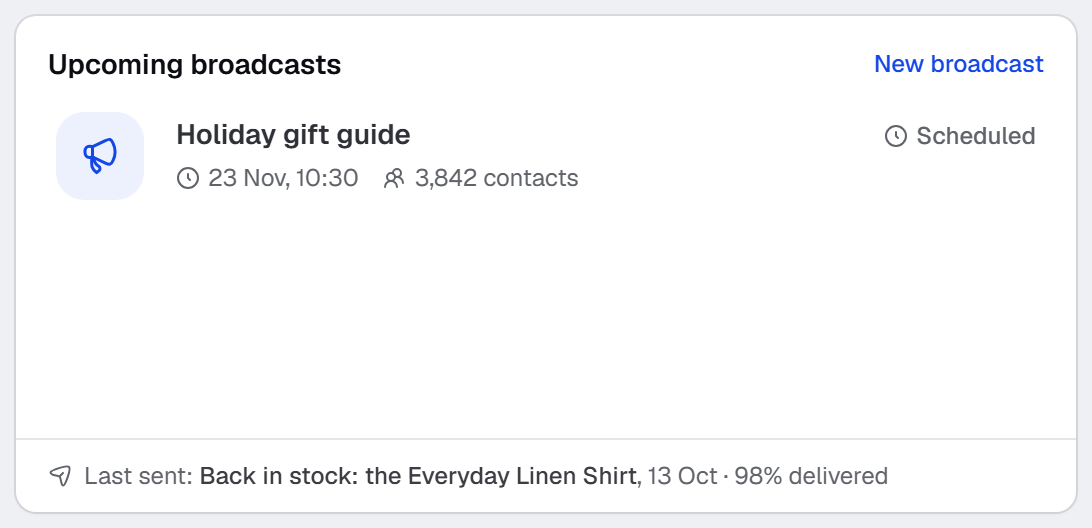 Upcoming broadcasts
New broadcast
Holiday gift guide
Scheduled
23 Nov, 10:30
3,842 contacts
Last sent: Back in stock: the Everyday Linen Shirt, 13 Oct · 98% delivered